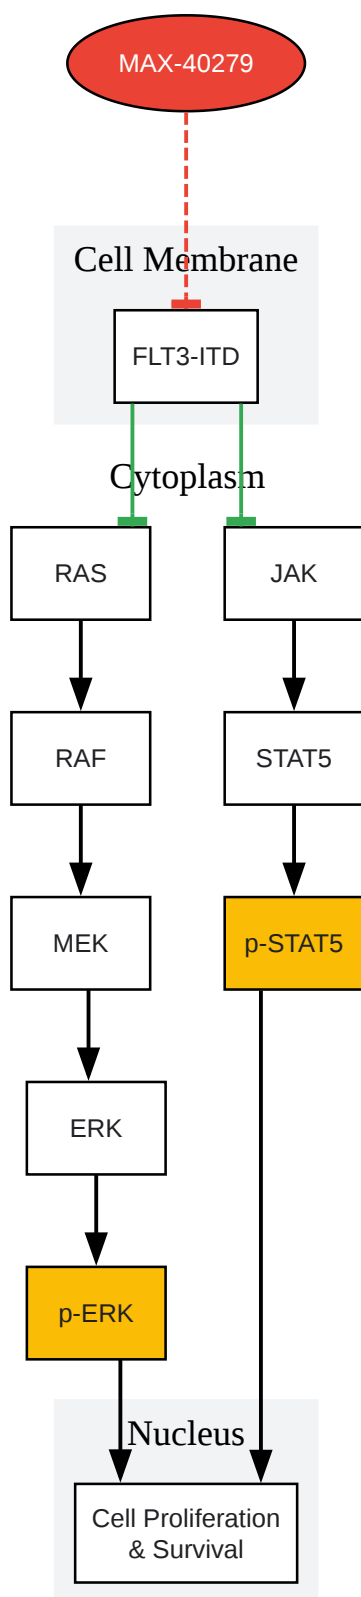 MAX-40279
Cell Membrane
FLT3-ITD
Cytoplasm
RAS
JAK
RAF
STAT5
MEK
p-STAT5
ERK
p-ERK
Nucleus
Cell Proliferation
& Survival